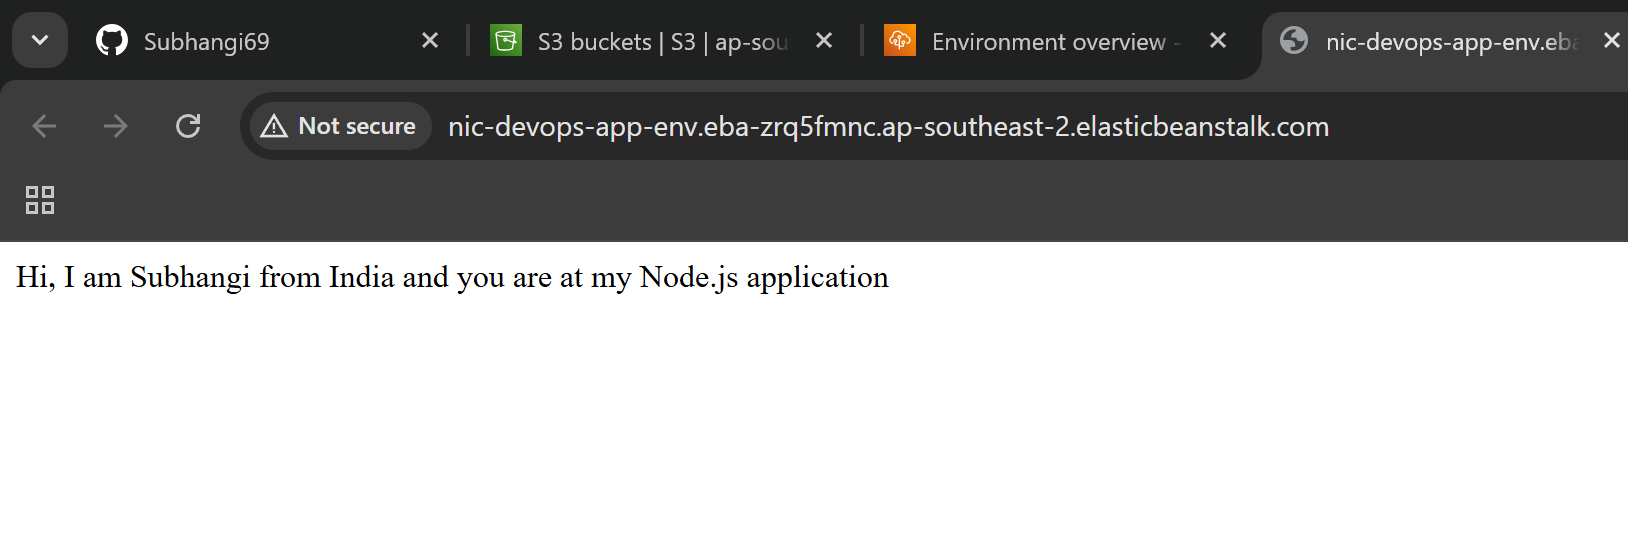 Subhangi69
S3 buckets | S3 | ap-sou
Environment overview -
nic-devops-app-env.eba
Not secure
nic-devops-app-env.eba-zrq5fmnc.ap-southeast-2.elasticbeanstalk.com
Hi, I am Subhangi from India and you are at my Node.js application